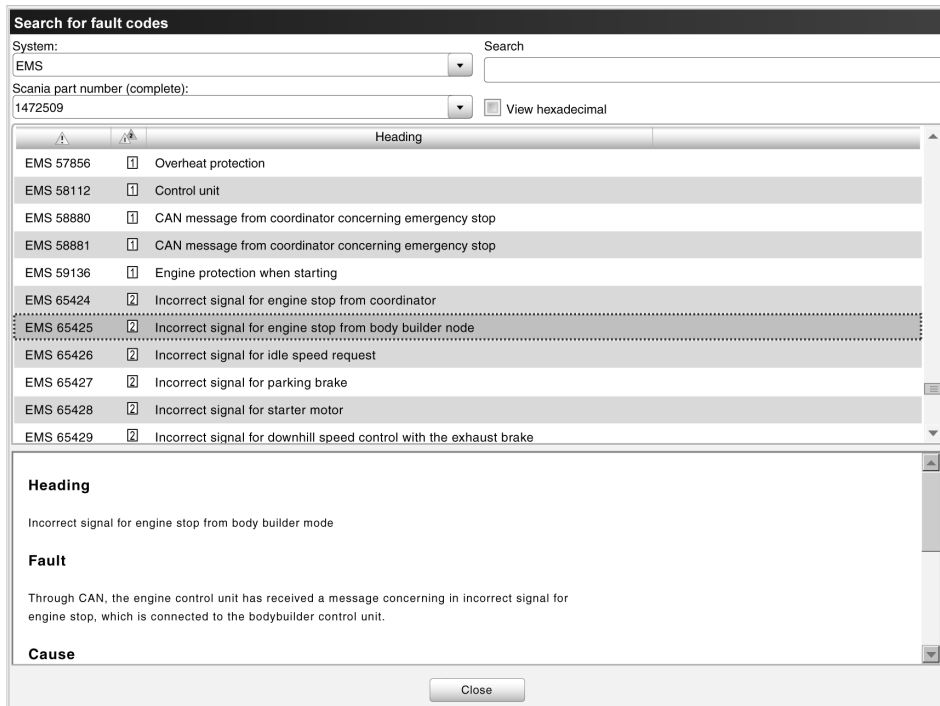 Search for fault codes
System:
Search
EMS
Scania part number (complete):
1472509
View hexadecimal
Heading
EMS 57856 1 Overheat protection
EMS 58112 1 Control unit
EMS 58880 1 CAN message from coordinator concerning emergency stop
EMS 58881 1 CAN message from coordinator concerning emergency stop
EMS 59136 1 Engine protection when starting
EMS 65424 2 Incorrect signal for engine stop from coordinator
EMS 65425 2 Incorrect signal for engine stop from body builder node
EMS 65426 2 Incorrect signal for idle speed request
EMS 65427 2 Incorrect signal for parking brake
EMS 65428 2 Incorrect signal for starter motor
EMS 65429 2 Incorrect signal for downhill speed control with the exhaust brake
Heading
Incorrect signal for engine stop from body builder mode
Fault
Through CAN, the engine control unit has received a message concerning in incorrect signal for
engine stop, which is connected to the bodybuilder control unit.
Cause
Close